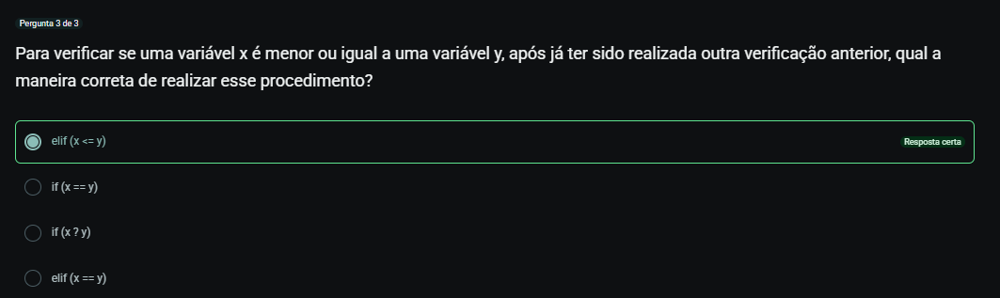 Pergunta 3 de 3
Para verificar se uma variável x é menor ou igual a uma variável y, após já ter sido realizada outra verificação anterior, qual a
maneira correta de realizar esse procedimento?
elif (x <= y)
Resposta certa
if (x == y)
if (x ? y)
elif (x == y)